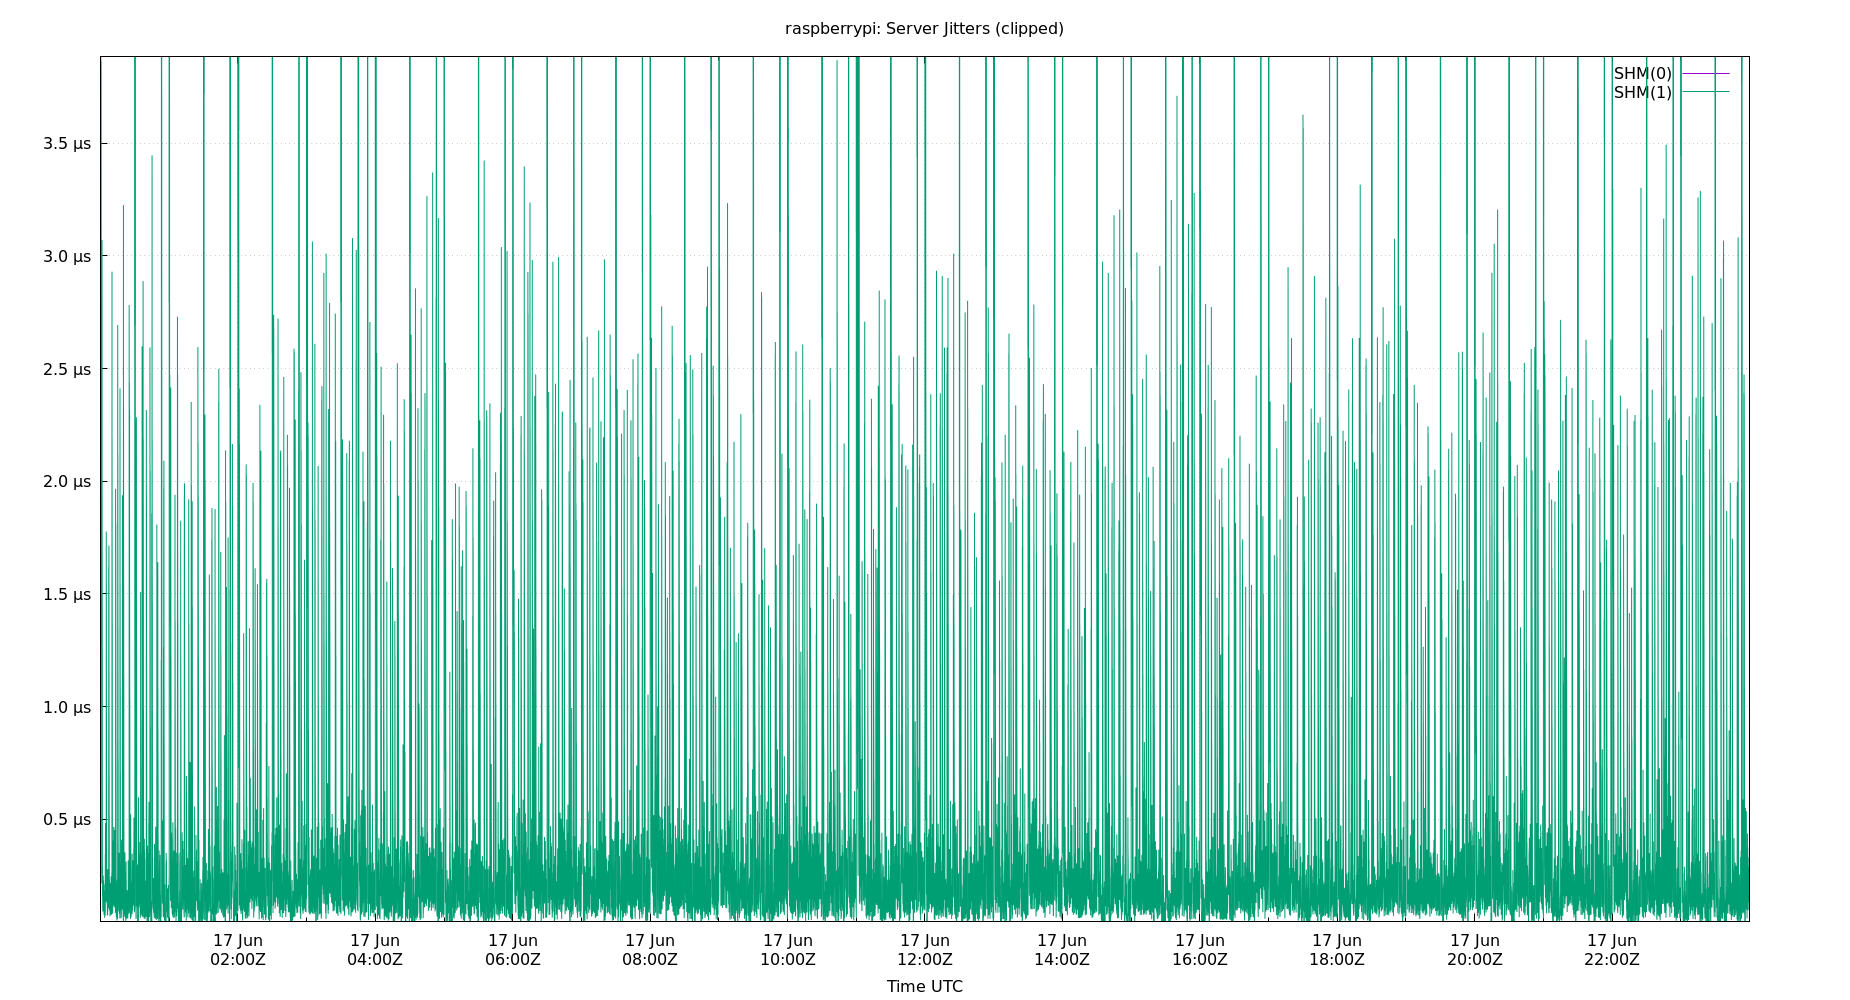 raspberrypi: Server Jitters (clipped)
SHM(0)
SHM(1)
3.5 μs
3.0 μs
2.5 μs
2.0 μs
1.5 μs
1.0 μs
0.5 μs
17 Jun 17 Jun 17 Jun 17 Jun 17 Jun 17 Jun 17 Jun 17 Jun 17 Jun 17 Jun 17 Jun
02:00Z 04:00Z 06:00Z 08:00Z 10:00Z 12:00Z 14:00Z 16:00Z 18:00Z 20:00Z 22:00Z
Time UTC